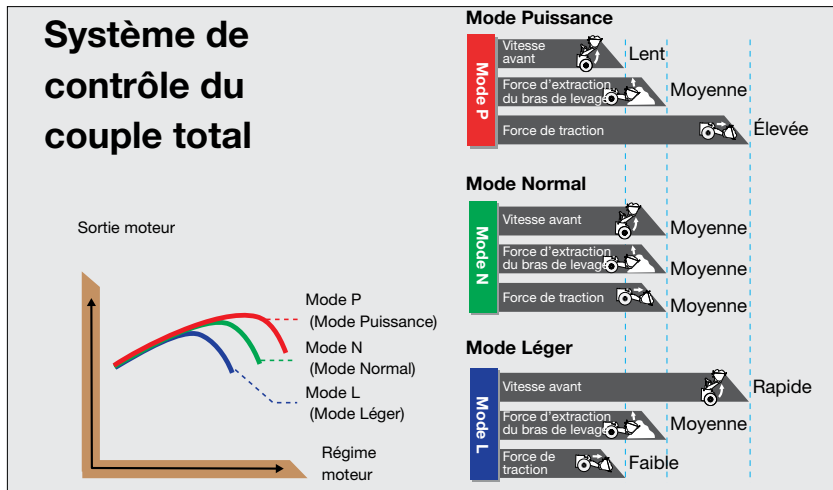 Système de
contrôle du
couple total
Sortie moteur
Mode P
(Mode Puissance)
Mode N
(Mode Normal)
Mode L
(Mode Léger)
Régime
moteur
Mode Puissance
Mode P
Vitesse
avant
Lent
Force d'extraction
du bras de levage
Moyenne
Force de traction
Élevée
Mode Normal
Mode N
Vitesse avant
Moyenne
Force d'extraction
du bras de levage
Moyenne
Force de traction
Moyenne
Mode Léger
Mode L
Vitesse avant
Rapide
Force d'extraction
du bras de levage
Moyenne
Force de
traction
Faible